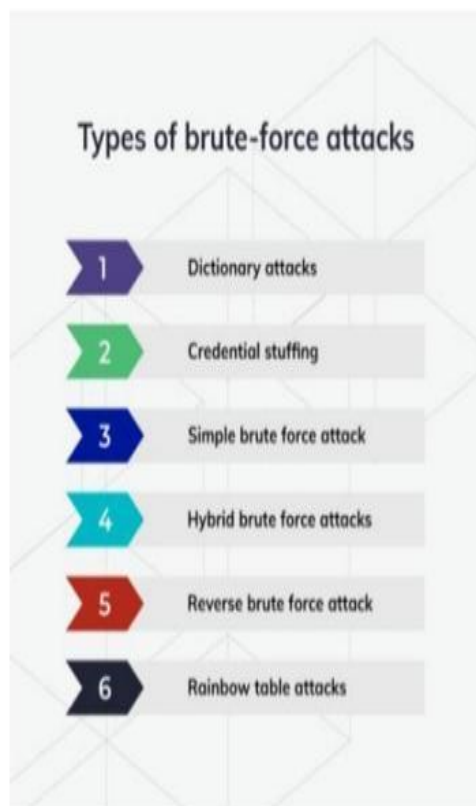 Types of brute-force attacks
1 Dictionary attacks
2 Credential stuffing
3 Simple brute force attack
4 Hybrid brute force attacks
5 Reverse brute force attack
6 Rainbow table attacks